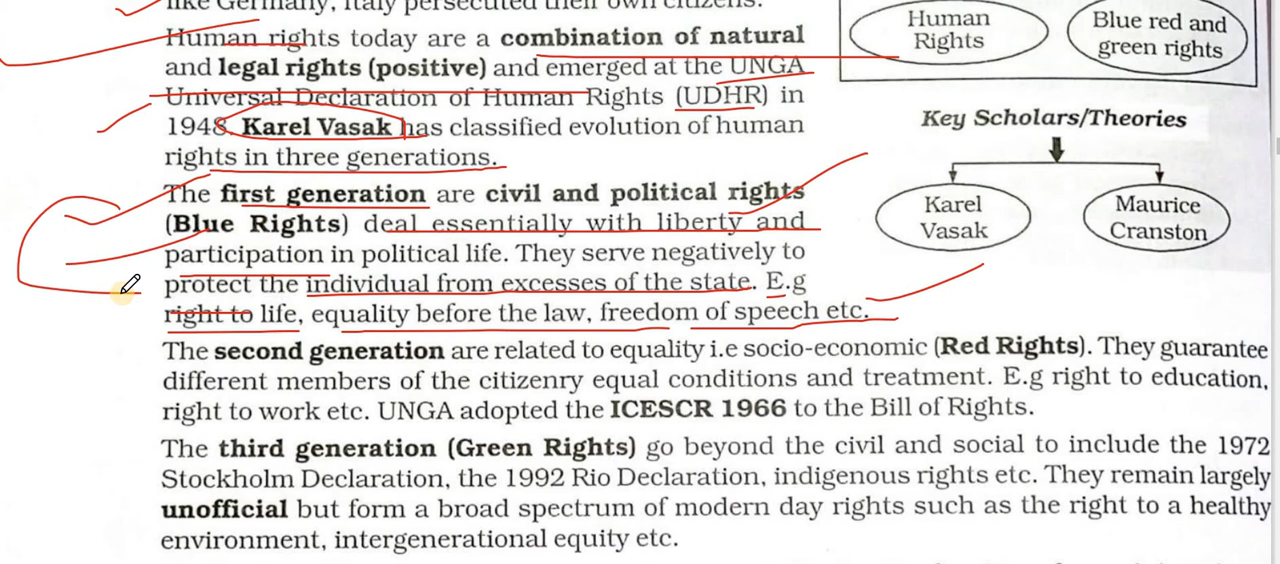 like Germany, Italy persecuted their own citizens.
Human rights today are a combination of natural
and legal rights (positive) and emerged at the UNGA
Universal Declaration of Human Rights (UDHR) in
1948. Karel Vasak has classified evolution of human
rights in three generations.
The first generation are civil and political rights
(Blue Rights) deal essentially with liberty and
participation in political life. They serve negatively to
protect the individual from excesses of the state. E.g
right to life, equality before the law, freedom of speech etc.
The second generation are related to equality i.e socio-economic (Red Rights). They guarantee
different members of the citizenry equal conditions and treatment. E.g right to education,
right to work etc. UNGA adopted the ICESCR 1966 to the Bill of Rights.
The third generation (Green Rights) go beyond the civil and social to include the 1972
Stockholm Declaration, the 1992 Rio Declaration, indigenous rights etc. They remain largely
unofficial but form a broad spectrum of modern day rights such as the right to a healthy
environment, intergenerational equity etc.
Human
Rights
Blue red and
green rights
Key Scholars/Theories
Karel
Vasak
Maurice
Cranston